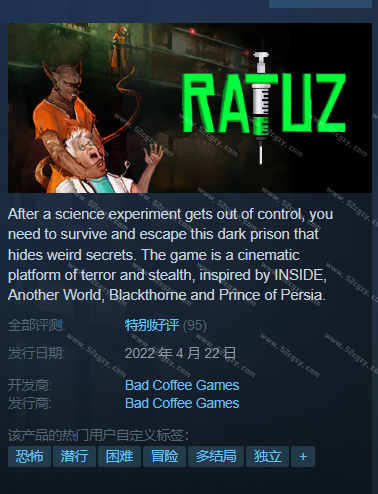 RATUZ
After a science experiment gets out of control, you
need to survive and escape this dark prison that
hides weird secrets. The game is a cinematic
platform of terror and stealth, inspired by INSIDE,
Another World, Blackthorne and Prince of Persia.
全部评测: 特别好评 (95)
发行日期: 2022 年 4 月 22 日
开发商: Bad Coffee Games
发行商: Bad Coffee Games
该产品的热门用户自定义标签:
恐怖 潜行 困难 冒险 多结局 独立 +
www.52zgzy.com